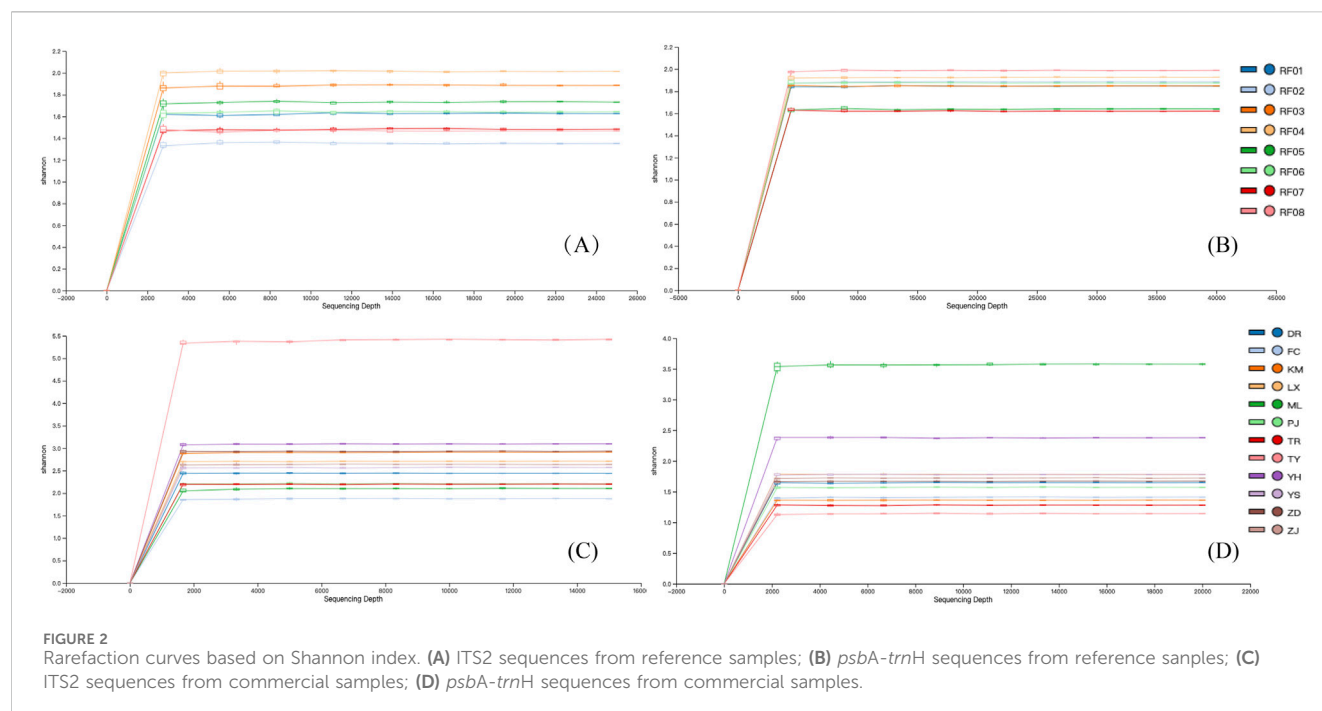 2.2
2.0
1.8
1.6
1.4
1.2
1.0
0.8
0.6
0.4
0.2
0.0
shannon
−2000 0 2000 4000 6000 8000 10000 12000 14000 16000 18000 20000 22000 24000 26000
Sequencing Depth
(A)
2.2
2.0
1.8
1.6
1.4
1.2
1.0
0.8
0.6
0.4
0.2
0.0
shannon
−5000 0 5000 10000 15000 20000 25000 30000 35000 40000 45000
Sequencing Depth
(B)
RF01
RF02
RF03
RF04
RF05
RF06
RF07
RF08
5.5
5.0
4.5
4.0
3.5
3.0
2.5
2.0
1.5
1.0
0.5
0.0
shannon
−2000 0 2000 4000 6000 8000 10000 12000 14000 1600
Sequencing Depth
(C)
4.0
3.5
3.0
2.5
2.0
1.5
1.0
0.5
0.0
shannon
−2000 0 2000 4000 6000 8000 10000 12000 14000 16000 18000 20000 22000
Sequencing Depth
(D)
DR
FC
KM
LX
ML
PJ
TR
TY
YH
YS
ZD
ZJ
FIGURE 2
Rarefaction curves based on Shannon index. (A) ITS2 sequences from reference samples; (B) psbA-trnH sequences from reference sanples; (C)
ITS2 sequences from commercial samples; (D) psbA-trnH sequences from commercial samples.